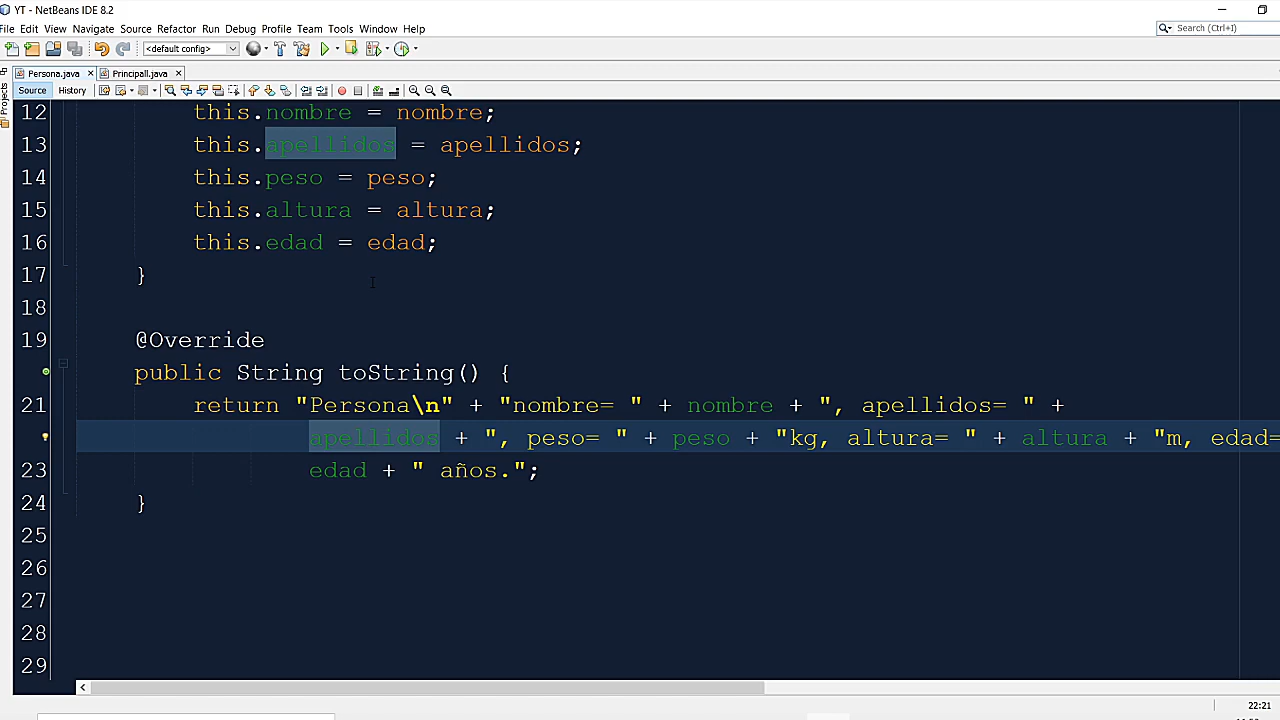 YT - NetBeans IDE 8.2
File Edit View Navigate Source Refactor Run Debug Profile Team Tools Window Help
Search (Ctrl+I)
<default config>
Persona.java Principall.java
Source History
Projects
12 this.nombre = nombre;
13 this.apellidos = apellidos;
14 this.peso = peso;
15 this.altura = altura;
16 this.edad = edad;
17 }
18
19 @Override
public String toString() {
21 return "Persona\n" + "nombre= " + nombre + ", apellidos= " +
apellidos + ", peso= " + peso + "kg, altura= " + altura + "m, edad=
23 edad + " años.";
24 }
25
26
27
28
29
22:21